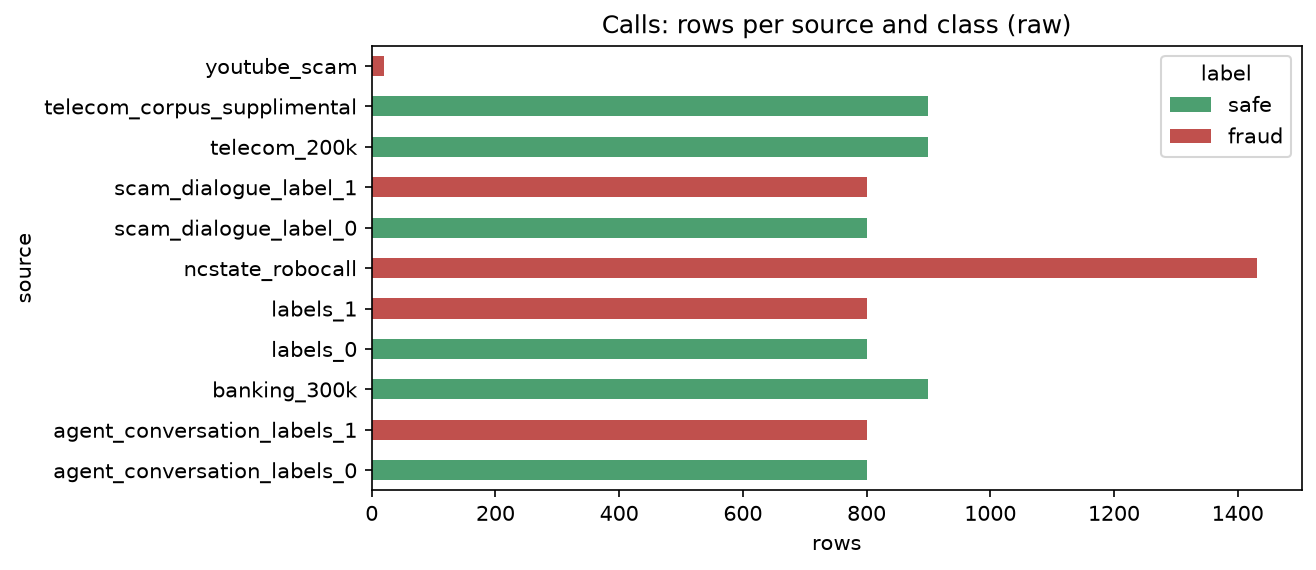 Calls: rows per source and class (raw)
label
safe
fraud
source
youtube_scam
telecom_corpus_supplimental
telecom_200k
scam_dialogue_label_1
scam_dialogue_label_0
ncstate_robocall
labels_1
labels_0
banking_300k
agent_conversation_labels_1
agent_conversation_labels_0
0 200 400 600 800 1000 1200 1400
rows